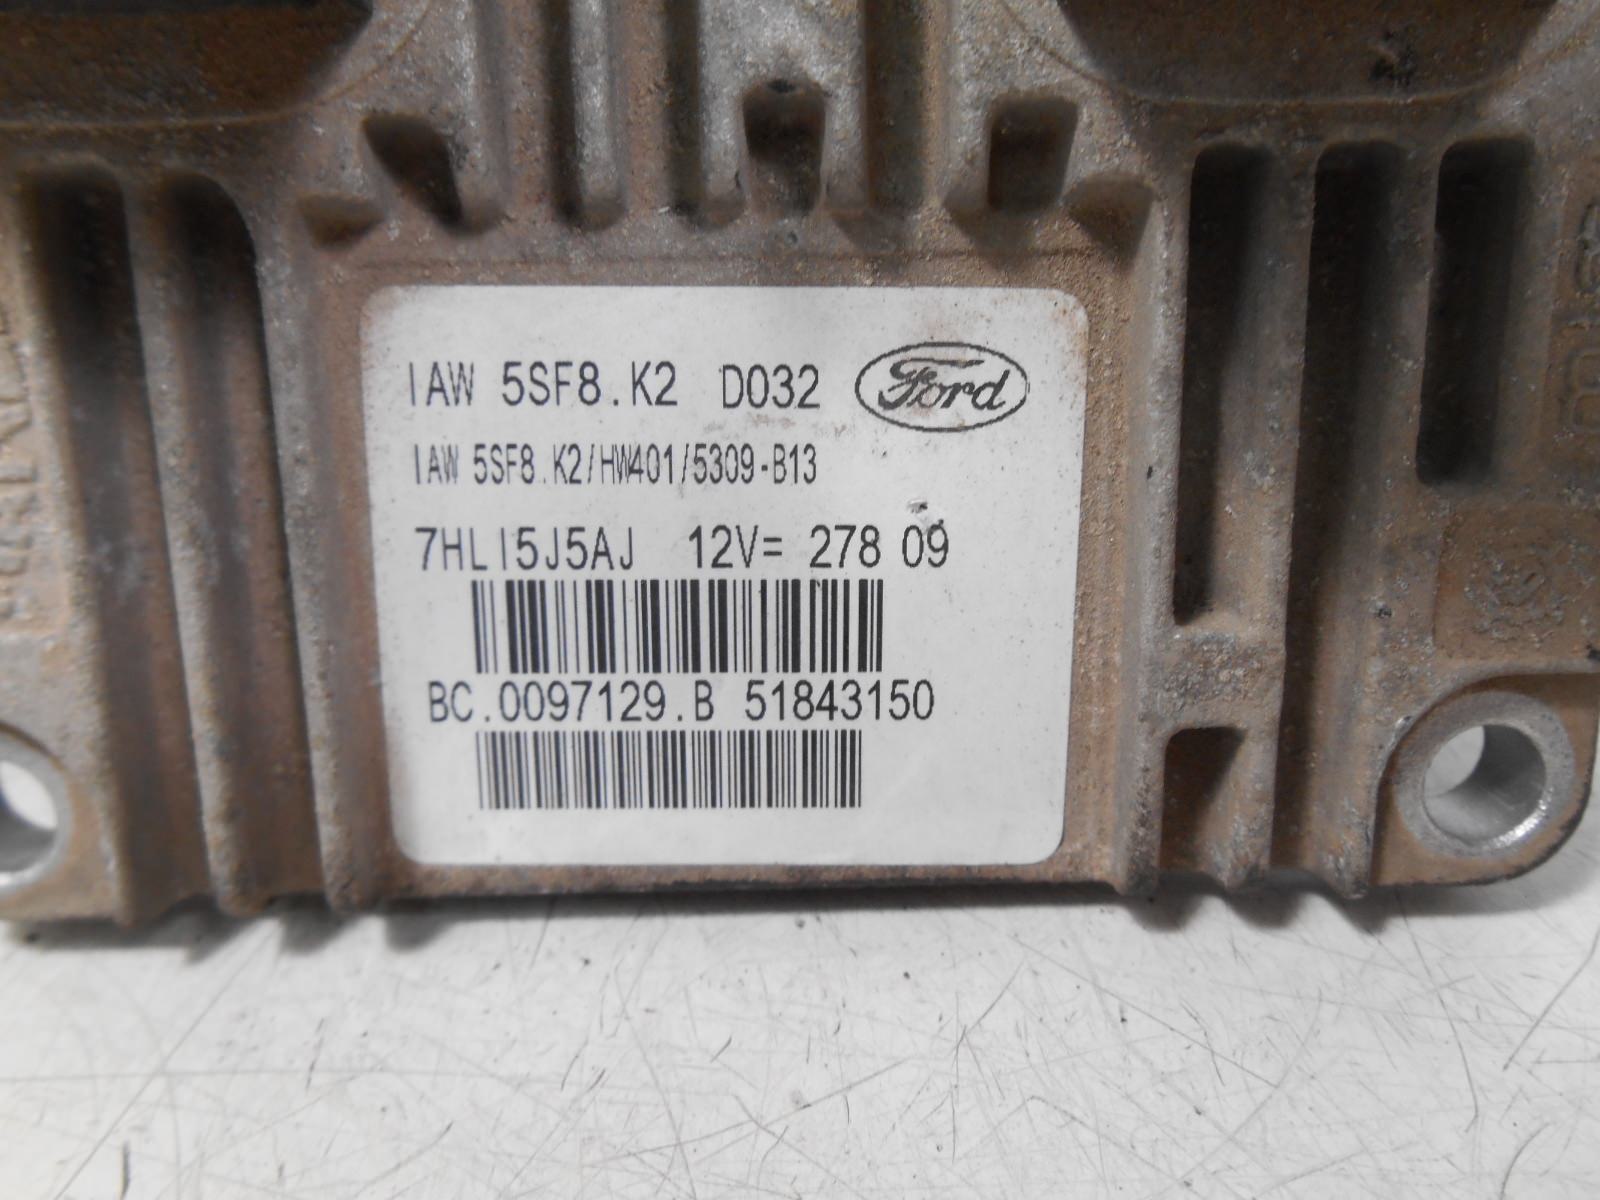 IAW 5SF8.K2 D032 Ford
IAW 5SF8.K2/HW401/5309-B13
7HLI5J5AJ 12V= 278 09
BC.0097129.B 51843150